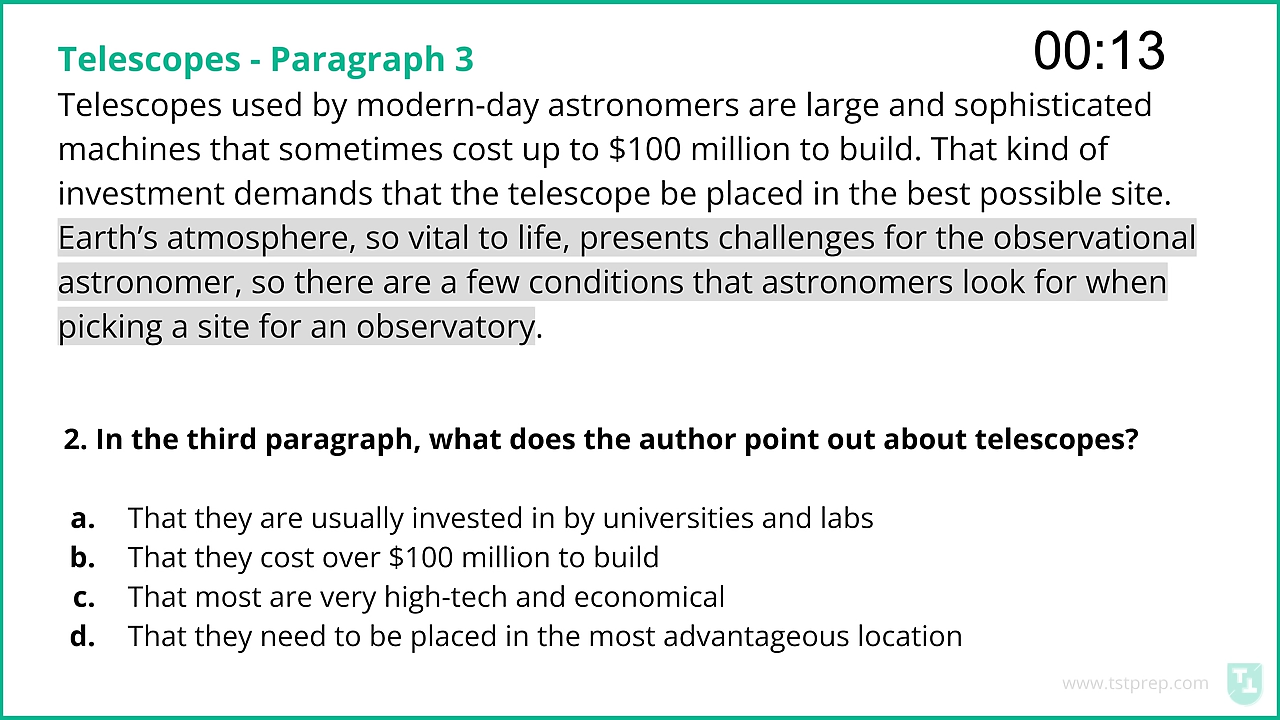 Telescopes - Paragraph 3
00:13
Telescopes used by modern-day astronomers are large and sophisticated
machines that sometimes cost up to $100 million to build. That kind of
investment demands that the telescope be placed in the best possible site.
Earth’s atmosphere, so vital to life, presents challenges for the observational
astronomer, so there are a few conditions that astronomers look for when
picking a site for an observatory.
2. In the third paragraph, what does the author point out about telescopes?
a. That they are usually invested in by universities and labs
b. That they cost over $100 million to build
c. That most are very high-tech and economical
d. That they need to be placed in the most advantageous location
www.tstprep.com